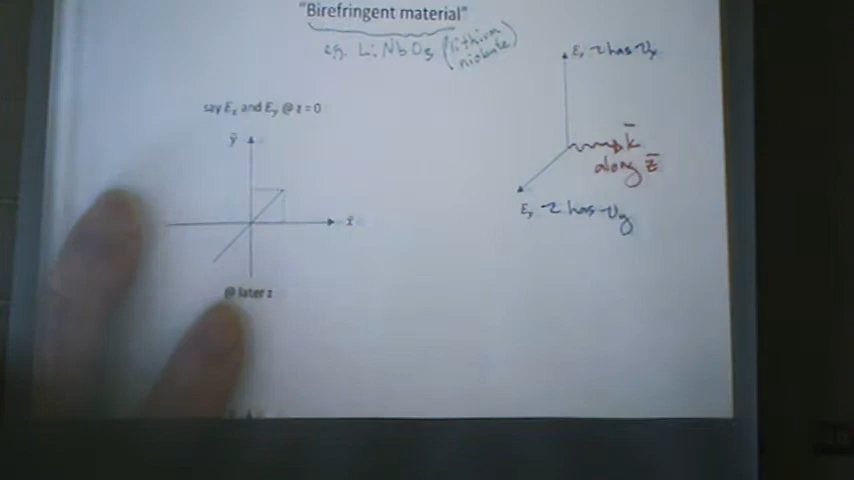 "Birefringent material"
e.g. LiNbO3 (lithium niobate)
say Ex and Ey @ z = 0
ŷ
x̂
@ later z
Ex & has vx
k̄
along z̄
Ey & has vy